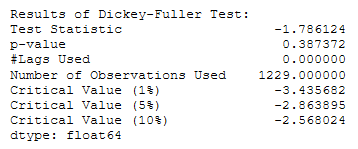 Results of Dickey-Fuller Test:
Test Statistic                  -1.786124
p-value                          0.387372
#Lags Used                       0.000000
Number of Observations Used   1229.000000
Critical Value (1%)             -3.435682
Critical Value (5%)             -2.863895
Critical Value (10%)            -2.568024
dtype: float64